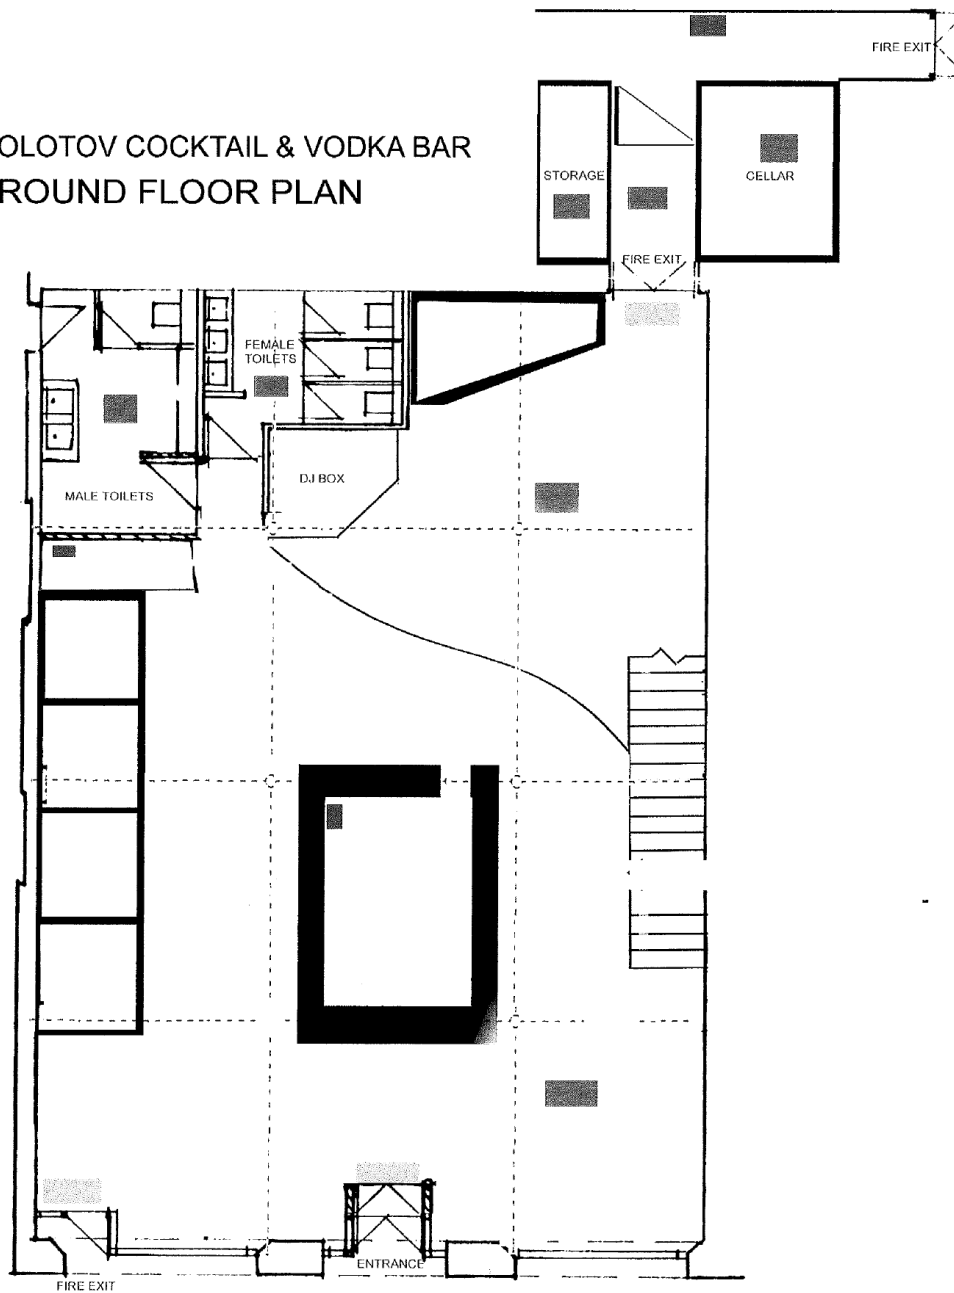 FIRE EXIT
OLOTOV COCKTAIL & VODKA BAR
ROUND FLOOR PLAN
STORAGE
CELLAR
FIRE EXIT
FEMALE
TOILETS
DJ BOX
MALE TOILETS
ENTRANCE
FIRE EXIT